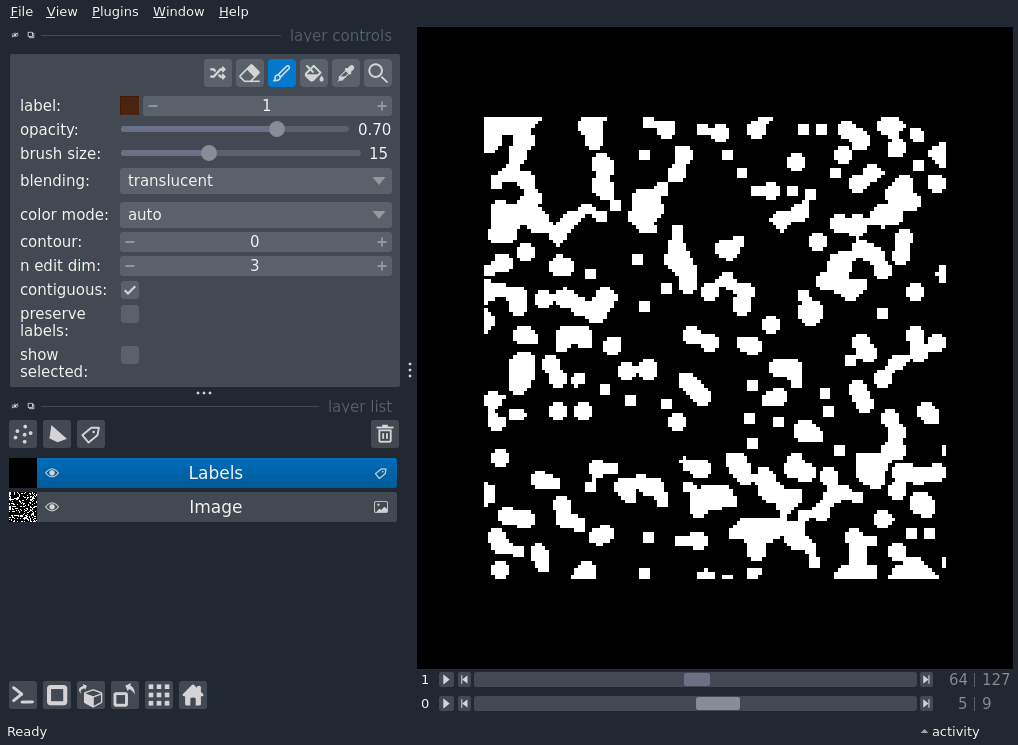 File View Plugins Window Help
layer controls
label: 1
opacity: 0.70
brush size: 15
blending: translucent
color mode: auto
contour: 0
n edit dim: 3
contiguous:
preserve
labels:
show
selected:
layer list
Labels
Image
1 64 | 127
0 5 | 9
Ready activity